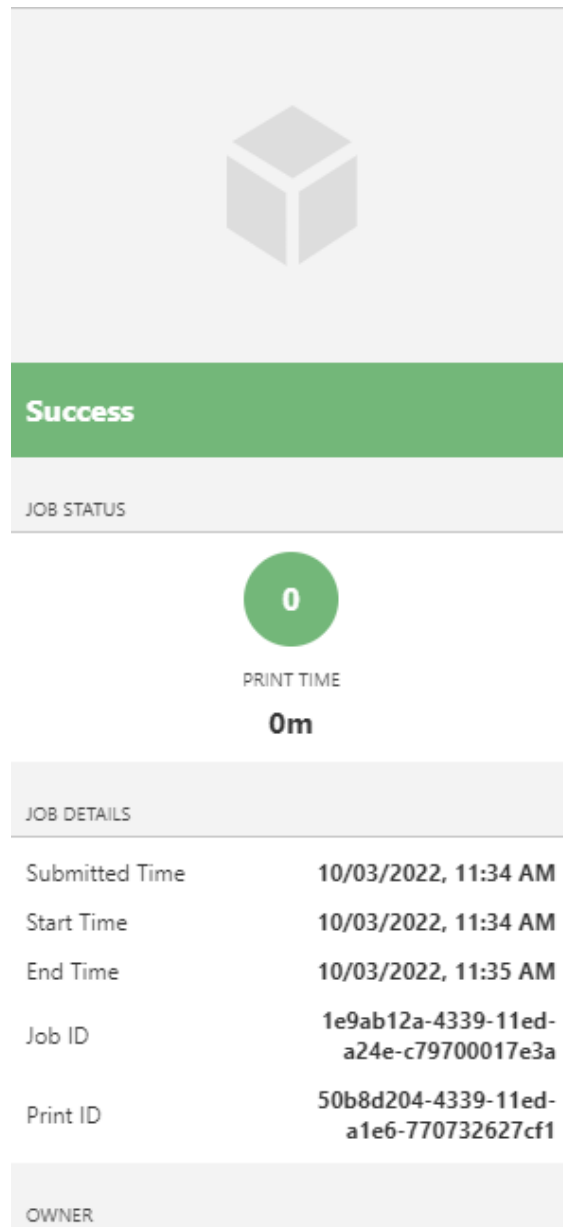 Success
JOB STATUS
0
PRINT TIME
0m
JOB DETAILS
Submitted Time 10/03/2022, 11:34 AM
Start Time 10/03/2022, 11:34 AM
End Time 10/03/2022, 11:35 AM
Job ID 1e9ab12a-4339-11ed-
a24e-c79700017e3a
Print ID 50b8d204-4339-11ed-
a1e6-770732627cf1
OWNER